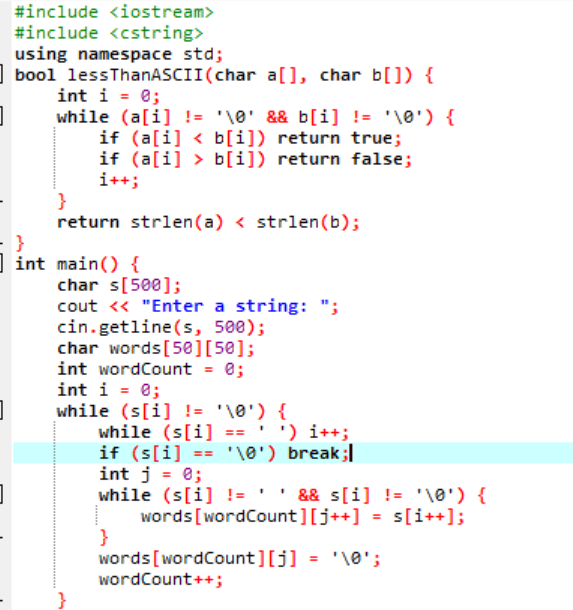 #include <iostream>
#include <cstring>
using namespace std;
bool lessThanASCII(char a[], char b[]) {
    int i = 0;
    while (a[i] != '\0' && b[i] != '\0') {
        if (a[i] < b[i]) return true;
        if (a[i] > b[i]) return false;
        i++;
    }
    return strlen(a) < strlen(b);
}
int main() {
    char s[500];
    cout << "Enter a string: ";
    cin.getline(s, 500);
    char words[50][50];
    int wordCount = 0;
    int i = 0;
    while (s[i] != '\0') {
        while (s[i] == ' ') i++;
        if (s[i] == '\0') break;
        int j = 0;
        while (s[i] != ' ' && s[i] != '\0') {
            words[wordCount][j++] = s[i++];
        }
        words[wordCount][j] = '\0';
        wordCount++;
    }